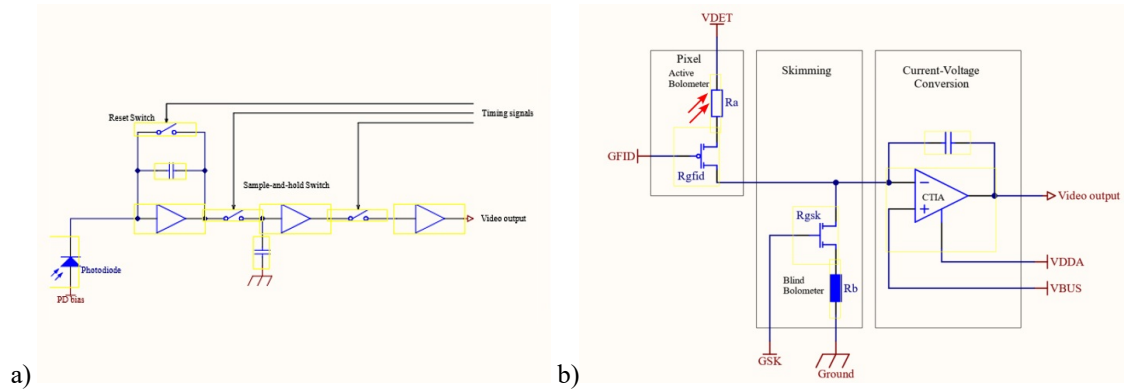 a)
Reset Switch
Timing signals
Sample-and-hold Switch
Video output
Photodiode
PD bias
b)
VDET
Pixel
Active
Bolometer
Ra
GFID
Rgfid
Skimming
Rgsk
Blind
Bolometer
Rb
GSK
Ground
Current-Voltage
Conversion
CTIA
Video output
VDDA
VBUS